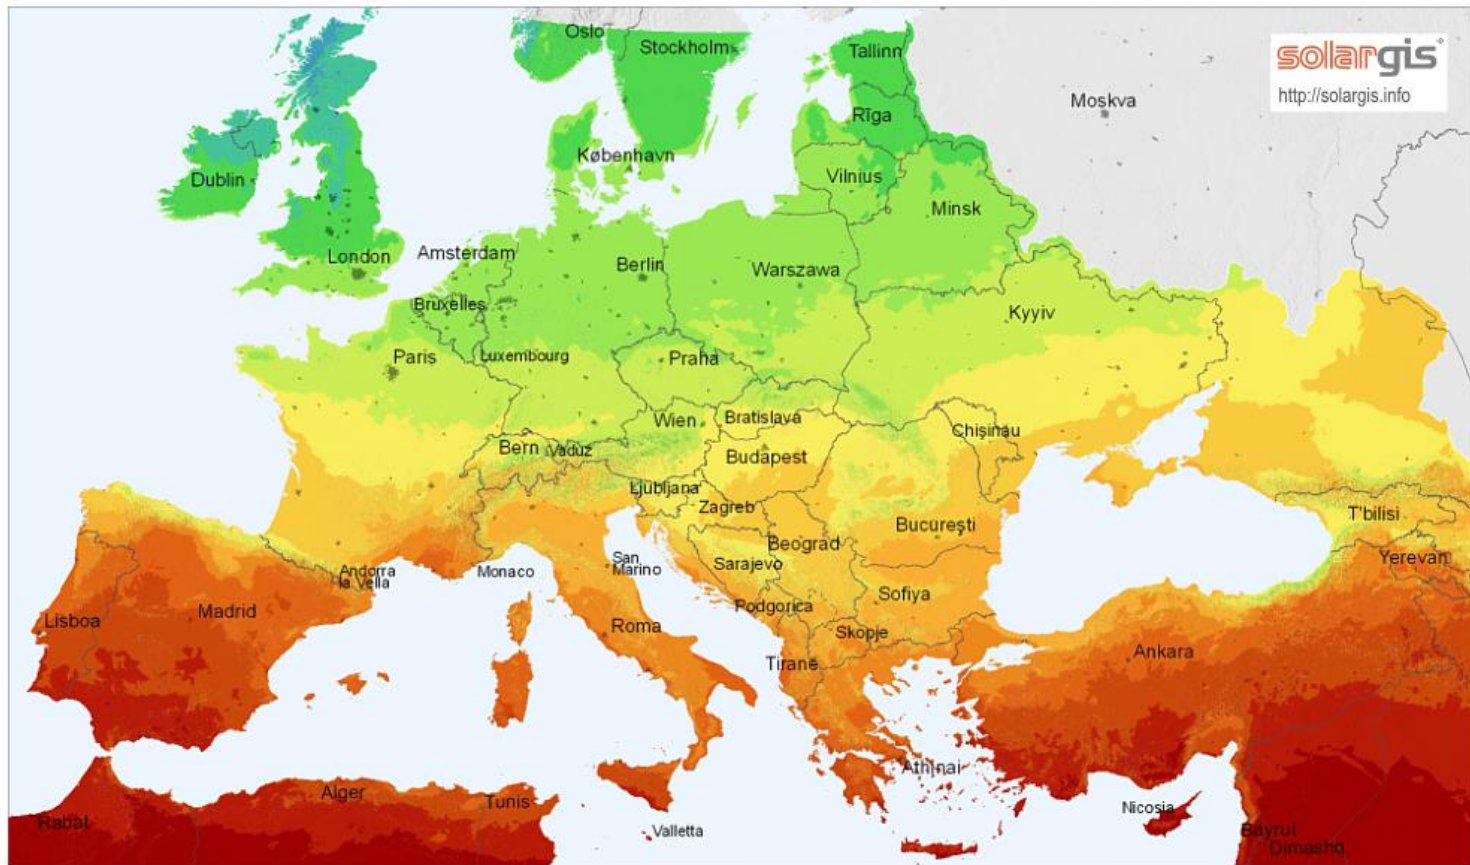 Oslo
Stockholm
Tallinn
solargis
http://solargis.info
Moskva
Rīga
København
Dublin
Vilnius
Minsk
London
Amsterdam
Berlin
Warszawa
Bruxelles
Kyyiv
Paris
Luxembourg
Praha
Wien
Bratislava
Chişinău
Bern
Vaduz
Budapest
Ljubljana
Zagreb
T'bilisi
Bucureşti
Beograd
Yerevan
Andorra
la Vella
Monaco
San
Marino
Sarajevo
Sofiya
Podgorica
Lisboa
Madrid
Roma
Skopje
Tiranë
Ankara
Athínai
Alger
Tunis
Nicosia
Rabat
Valletta
Bayrut
Dimashq